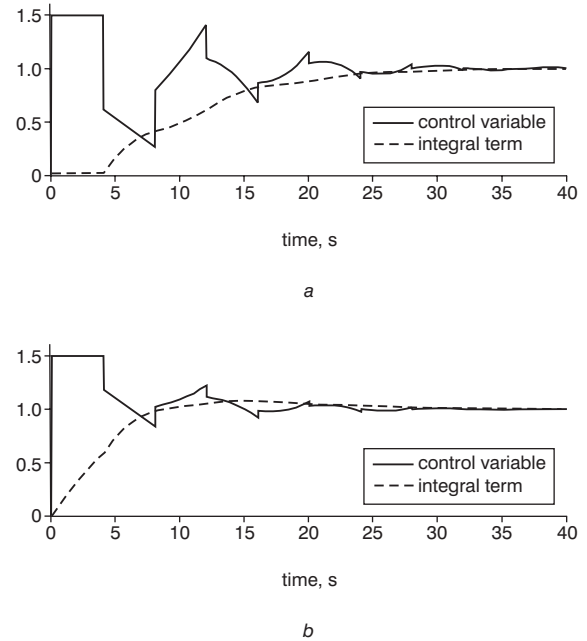 1.5
1.0
0.5
0
0 5 10 15 20 25 30 35 40
control variable
integral term
time, s
a
1.5
1.0
0.5
0
0 5 10 15 20 25 30 35 40
control variable
integral term
time, s
b